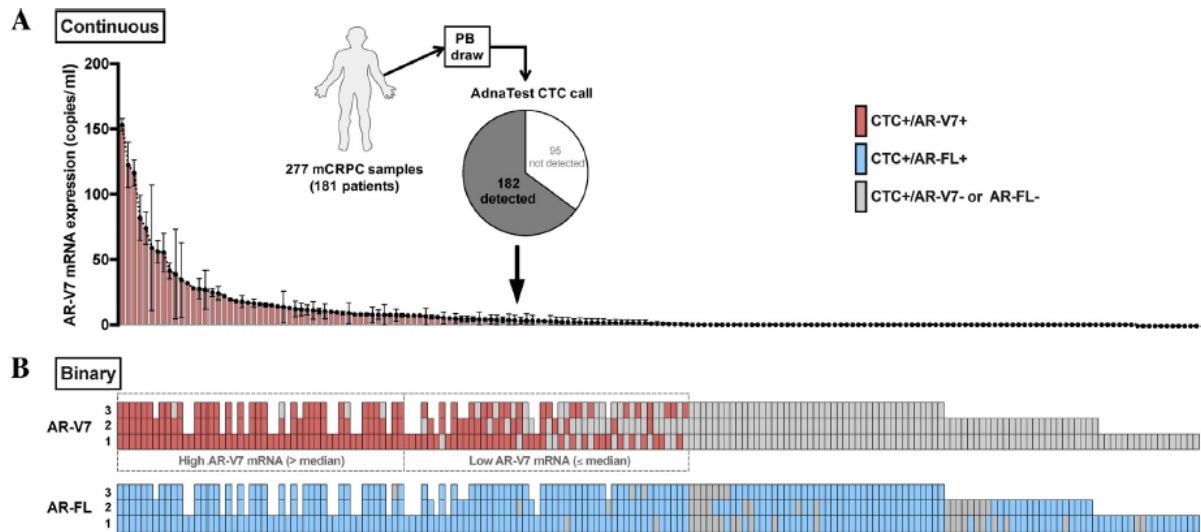 A
Continuous
AR-V7 mRNA expression (copies/ml)
200
150
100
50
0
PB
draw
277 mCRPC samples
(181 patients)
AdnaTest CTC call
95
not detected
182
detected
CTC+/AR-V7+
CTC+/AR-FL+
CTC+/AR-V7- or AR-FL-
B
Binary
AR-V7
3
2
1
High AR-V7 mRNA (> median)
Low AR-V7 mRNA (≤ median)
AR-FL
3
2
1